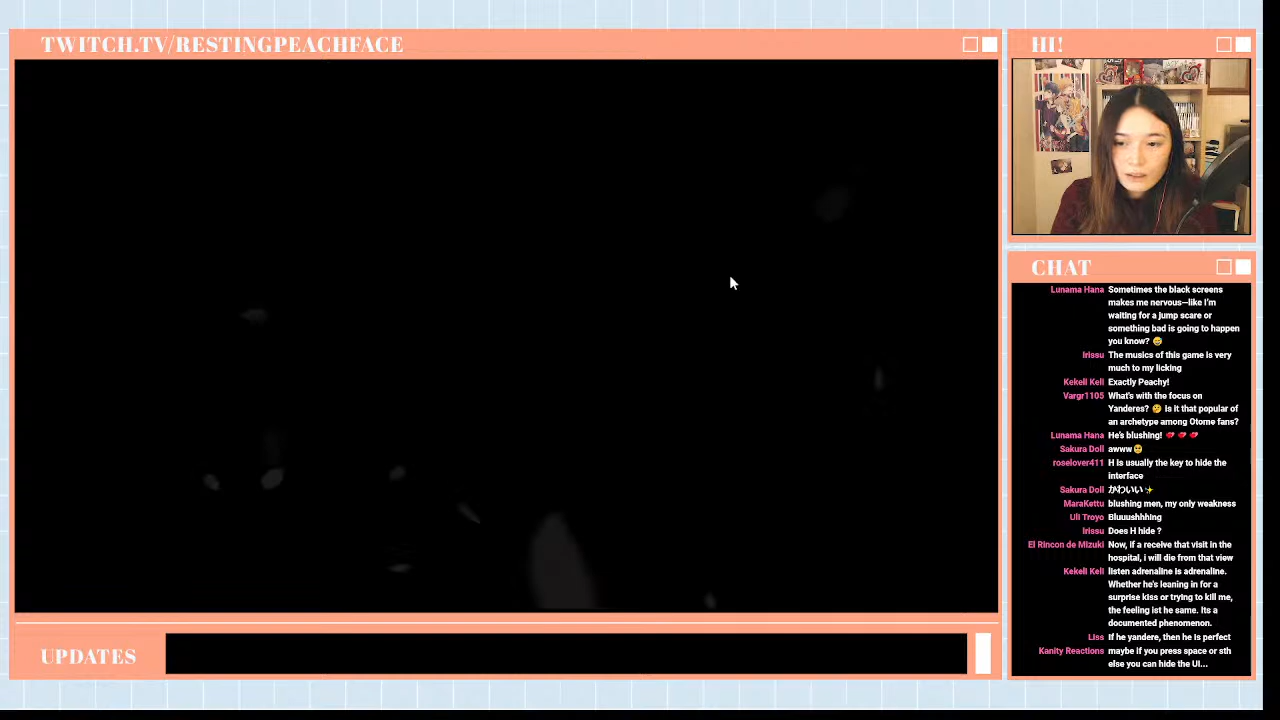 TWITCH.TV/RESTINGPEACHFACE
HI!
CHAT
Lunama Hana Sometimes the black screens
makes me nervous—like I'm
waiting for a jump scare or
something bad is going to happen
you know? 😅
Irissu The musics of this game is very
much to my licking
Kekeli Keli Exactly Peachy!
Vargr1105 What's with the focus on
Yanderes? 🤔 Is it that popular of
an archetype among Otome fans?
Lunama Hana He's blushing! 💋 💋 💋
Sakura Doll awww🥺
roselover411 H is usually the key to hide the
interface
Sakura Doll かわいい✨
MaraKettu blushing men, my only weakness
Uli Troyo Bluuushhhing
Irissu Does H hide ?
El Rincon de Mizuki Now, if a receive that visit in the
hospital, i will die from that view
Kekeli Keli listen adrenaline is adrenaline.
Whether he's leaning in for a
surprise kiss or trying to kill me,
the feeling ist he same. Its a
documented phenomenon.
Liss If he yandere, then he is perfect
Kanity Reactions maybe if you press space or sth
else you can hide the UI...
UPDATES